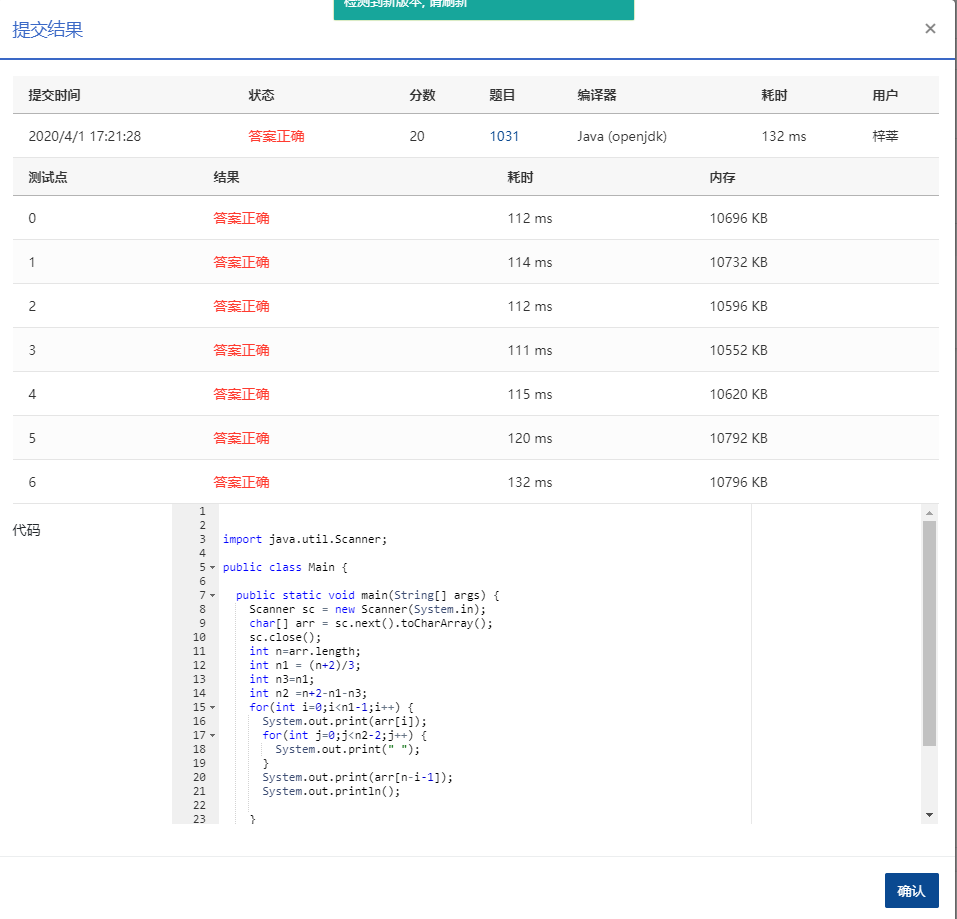 检测到新版本, 请刷新
提交结果 ×
提交时间 状态 分数 题目 编译器 耗时 用户
2020/4/1 17:21:28 答案正确 20 1031 Java (openjdk) 132 ms 梓莘
测试点 结果 耗时 内存
0 答案正确 112 ms 10696 KB
1 答案正确 114 ms 10732 KB
2 答案正确 112 ms 10596 KB
3 答案正确 111 ms 10552 KB
4 答案正确 115 ms 10620 KB
5 答案正确 120 ms 10792 KB
6 答案正确 132 ms 10796 KB
代码
1
2
3 import java.util.Scanner;
4
5 public class Main {
6
7 public static void main(String[] args) {
8 Scanner sc = new Scanner(System.in);
9 char[] arr = sc.next().toCharArray();
10 sc.close();
11 int n=arr.length;
12 int n1 = (n+2)/3;
13 int n3=n1;
14 int n2 =n+2-n1-n3;
15 for(int i=0;i<n1-1;i++) {
16 System.out.print(arr[i]);
17 for(int j=0;j<n2-2;j++) {
18 System.out.print(" ");
19 }
20 System.out.print(arr[n-i-1]);
21 System.out.println();
22
23 }
确认